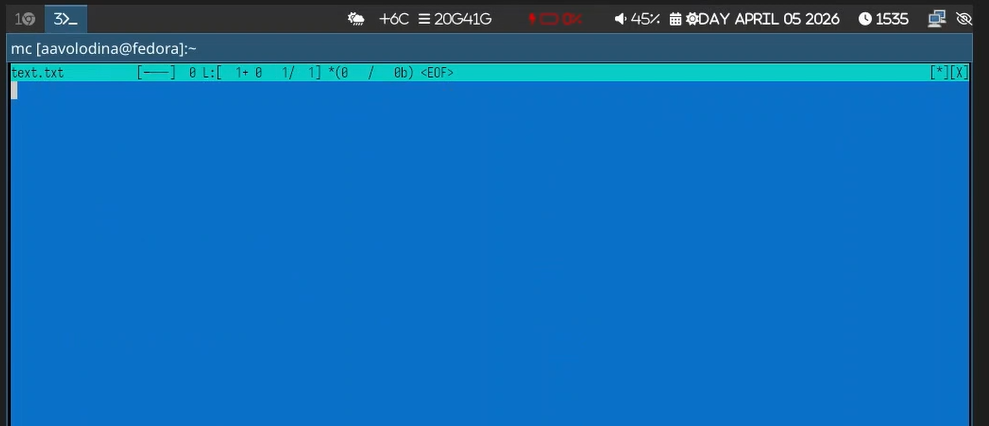 1
3>_ +6C 20G41G 0% 45% DAY APRIL 05 2026 1535
mc [aavolodina@fedora]:~
text.txt [----] 0 L:[ 1+ 0 1/ 1] *(0 / 0b) <EOF> [*][X]